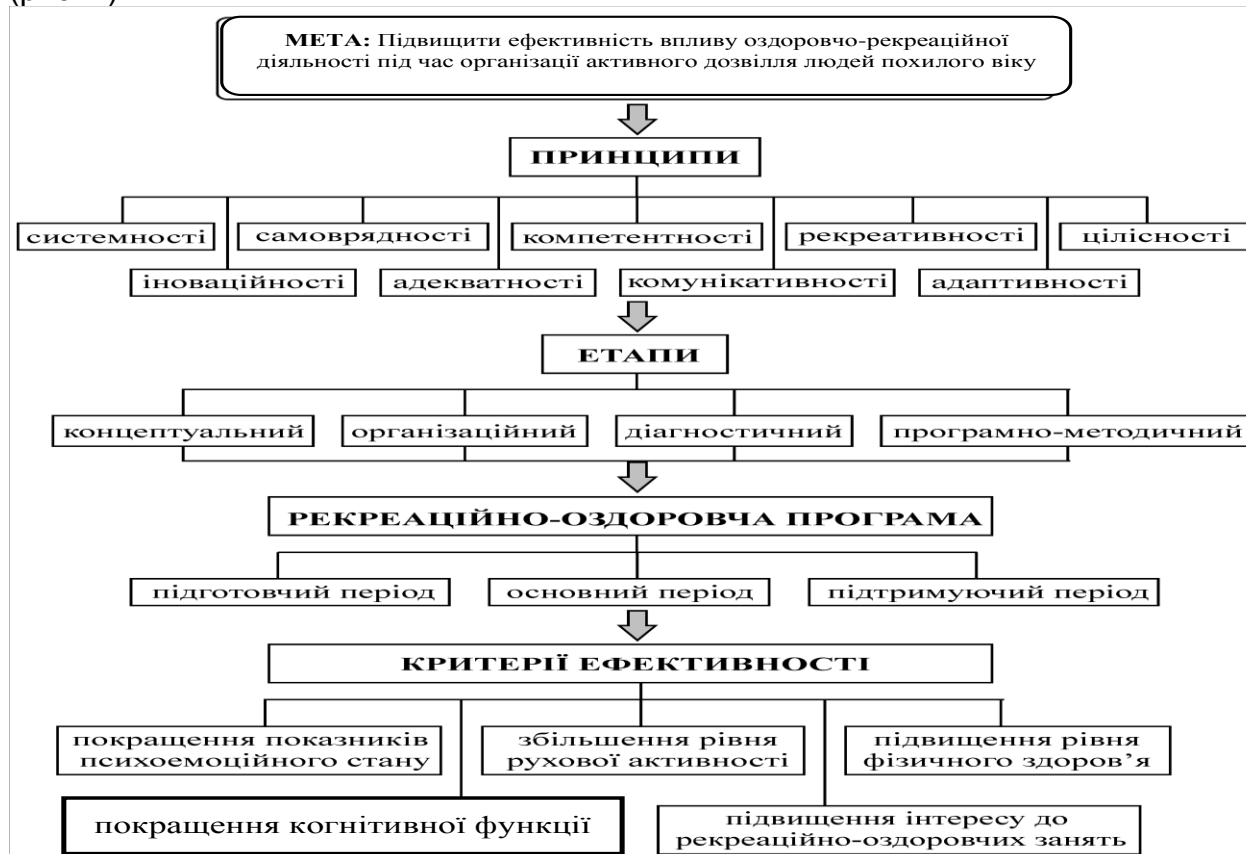 МЕТА: Підвищити ефективність впливу оздоровчо-рекреаційної
діяльності під час організації активного дозвілля людей похилого віку
ПРИНЦИПИ
системності
самоврядності
компетентності
рекреативності
цілісності
іноваційності
адекватності
комунікативності
адаптивності
ЕТАПИ
концептуальний
організаційний
діагностичний
програмно-методичний
РЕКРЕАЦІЙНО-ОЗДОРОВЧА ПРОГРАМА
підготовчий період
основний період
підтримуючий період
КРИТЕРІЇ ЕФЕКТИВНОСТІ
покращення показників
психоемоційного стану
збільшення рівня
рухової активності
підвищення рівня
фізичного здоров’я
покращення когнітивної функції
підвищення інтересу до
рекреаційно-оздоровчих занять